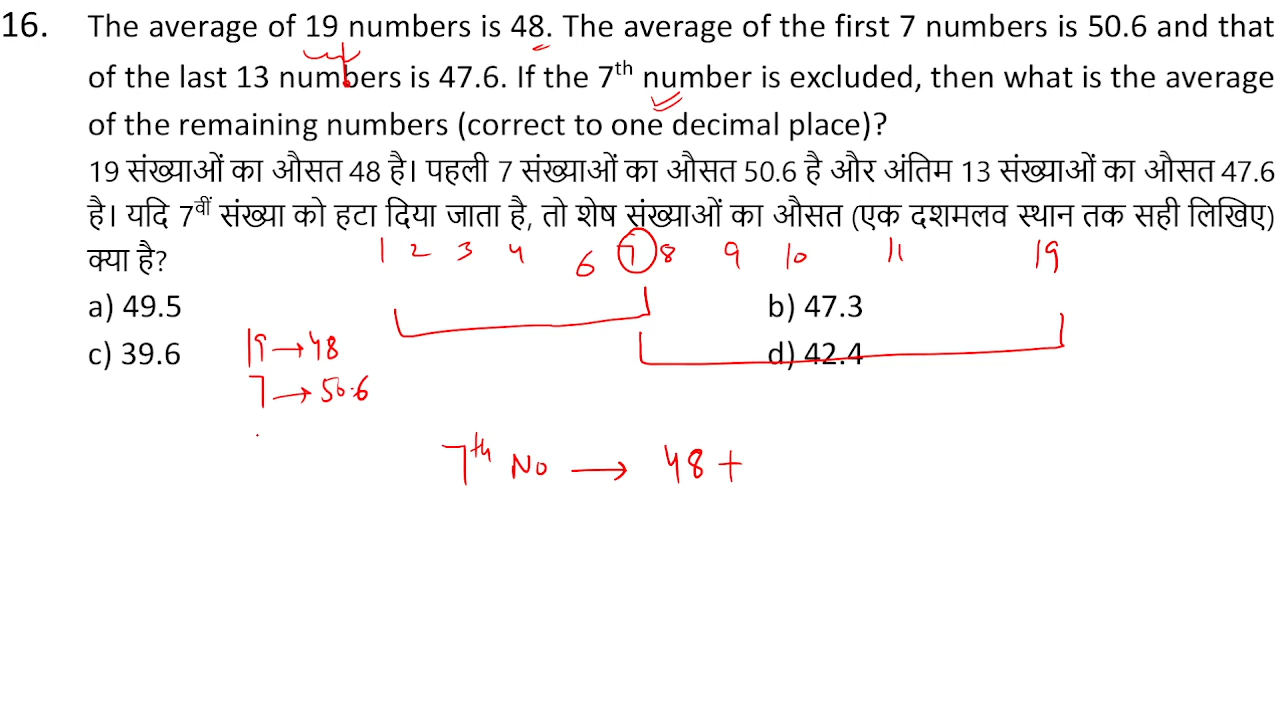 16. The average of 19 numbers is 48. The average of the first 7 numbers is 50.6 and that
of the last 13 numbers is 47.6. If the 7th number is excluded, then what is the average
of the remaining numbers (correct to one decimal place)?
19 संख्याओं का औसत 48 है। पहली 7 संख्याओं का औसत 50.6 है और अंतिम 13 संख्याओं का औसत 47.6
है। यदि 7वीं संख्या को हटा दिया जाता है, तो शेष संख्याओं का औसत (एक दशमलव स्थान तक सही लिखिए)
क्या है?
1 2 3 4 6 7 8 9 10 11 19
a) 49.5 b) 47.3
c) 39.6 d) 42.4
19 → 48
7 → 50.6
7th No → 48 +